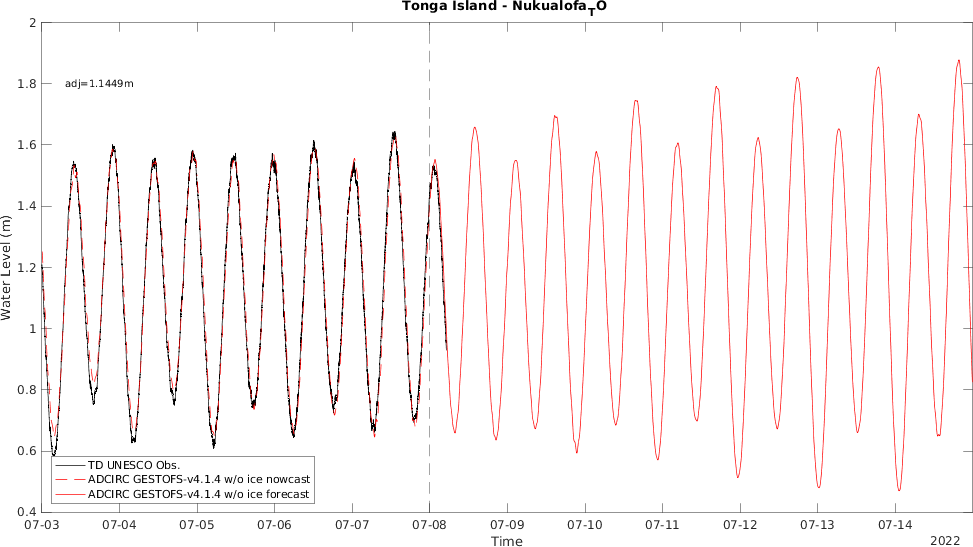 Tonga Island - Nukualofa_TO
2
1.8
adj=1.1449m
1.6
1.4
1.2
1
0.8
0.6
0.4
Water Level (m)
TD UNESCO Obs.
ADCIRC GESTOFS-v4.1.4 w/o ice nowcast
ADCIRC GESTOFS-v4.1.4 w/o ice forecast
07-03 07-04 07-05 07-06 07-07 07-08 07-09 07-10 07-11 07-12 07-13 07-14
Time
2022